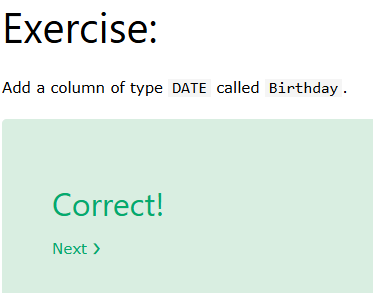 Exercise:
Add a column of type DATE called Birthday.
Correct!
Next ❯